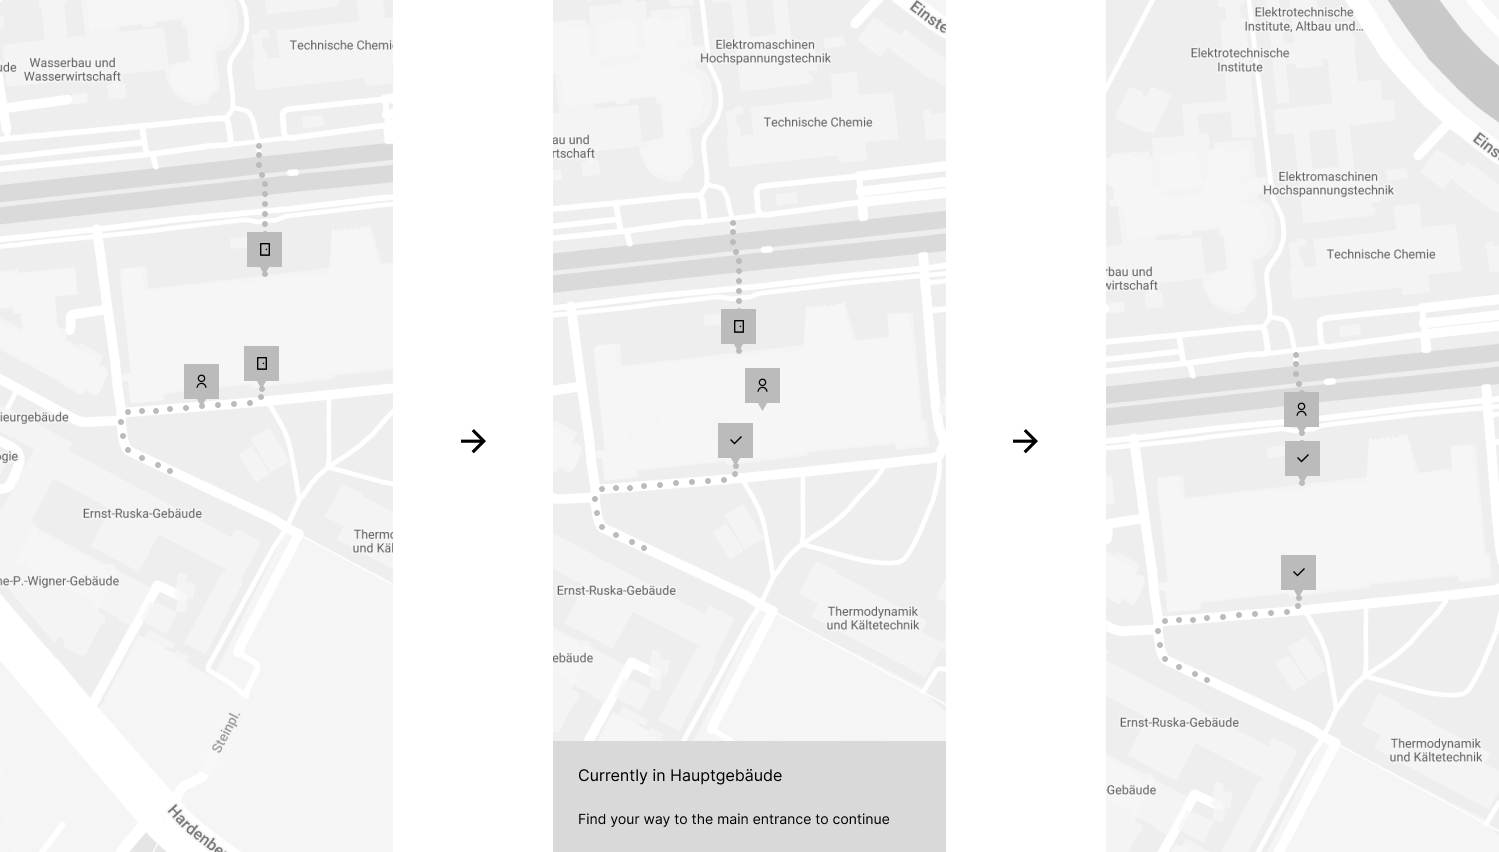 Technische Chemi
Wasserbau und
Wasserwirtschaft
ude
ieurgebäude
ogie
Ernst-Ruska-Gebäude
Thermo
und Käl
ne-P.-Wigner-Gebäude
Steinpl.
Hardenbe
Einste
Elektromaschinen
Hochspannungstechnik
Technische Chemie
au und
rtschaft
Ernst-Ruska-Gebäude
Thermodynamik
und Kältetechnik
ebäude
Currently in Hauptgebäude
Find your way to the main entrance to continue
Elektrotechnische
Institute, Altbau und...
Elektrotechnische
Institute
Eins
Elektromaschinen
Hochspannungstechnik
Technische Chemie
rbau und
wirtschaft
Ernst-Ruska-Gebäude
Thermodynamik
und Kältetechnik
-Gebäude